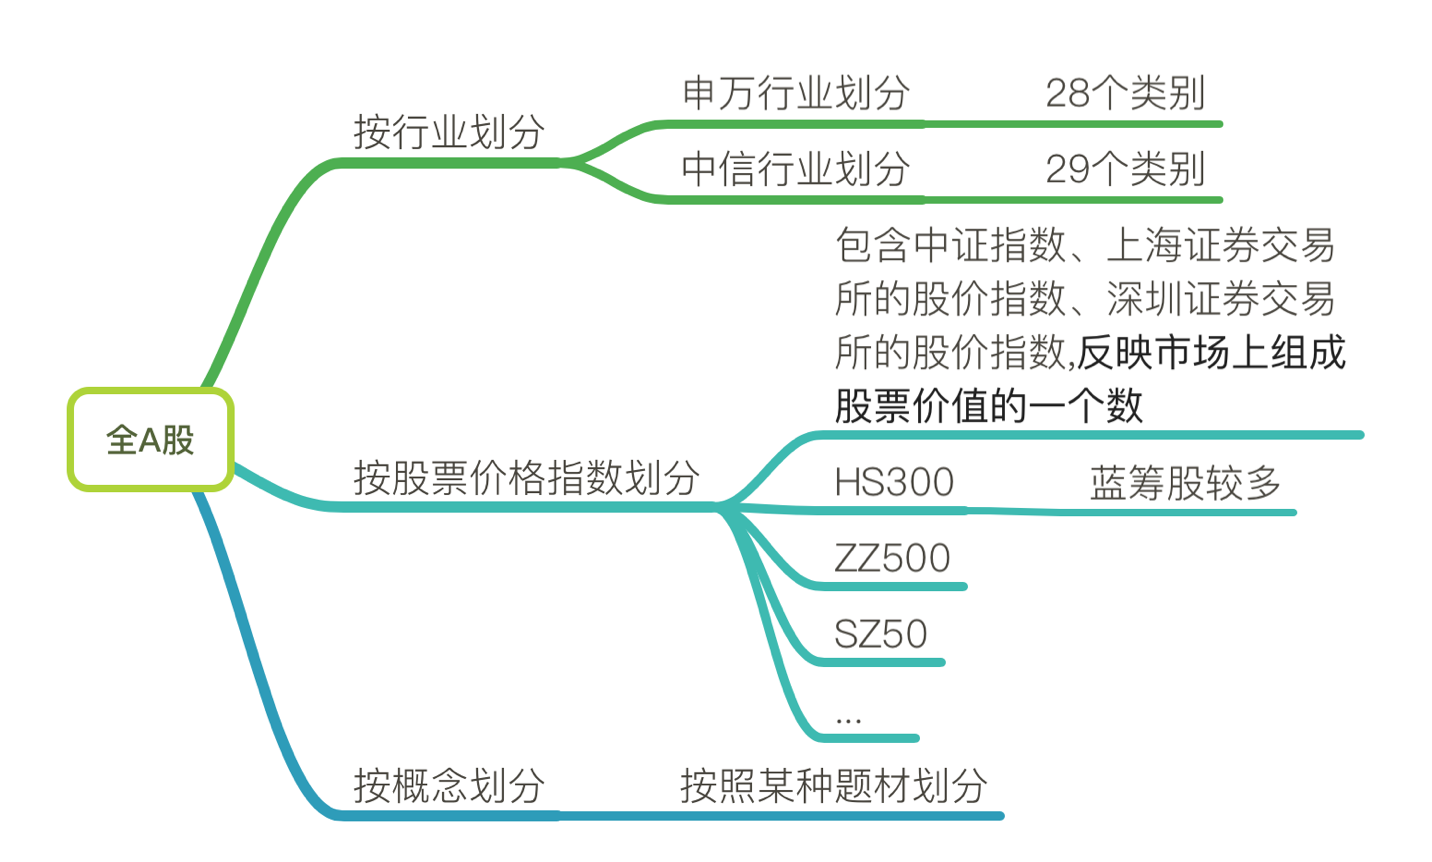 申万行业划分
28个类别
按行业划分
中信行业划分
29个类别
包含中证指数、上海证券交易
所的股价指数、深圳证券交易
所的股价指数,反映市场上组成
股票价值的一个数
全A股
按股票价格指数划分
HS300
蓝筹股较多
ZZ500
SZ50
...
按概念划分
按照某种题材划分